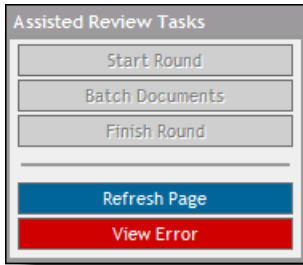 Assisted Review Tasks
Start Round
Batch Documents
Finish Round
Refresh Page
View Error